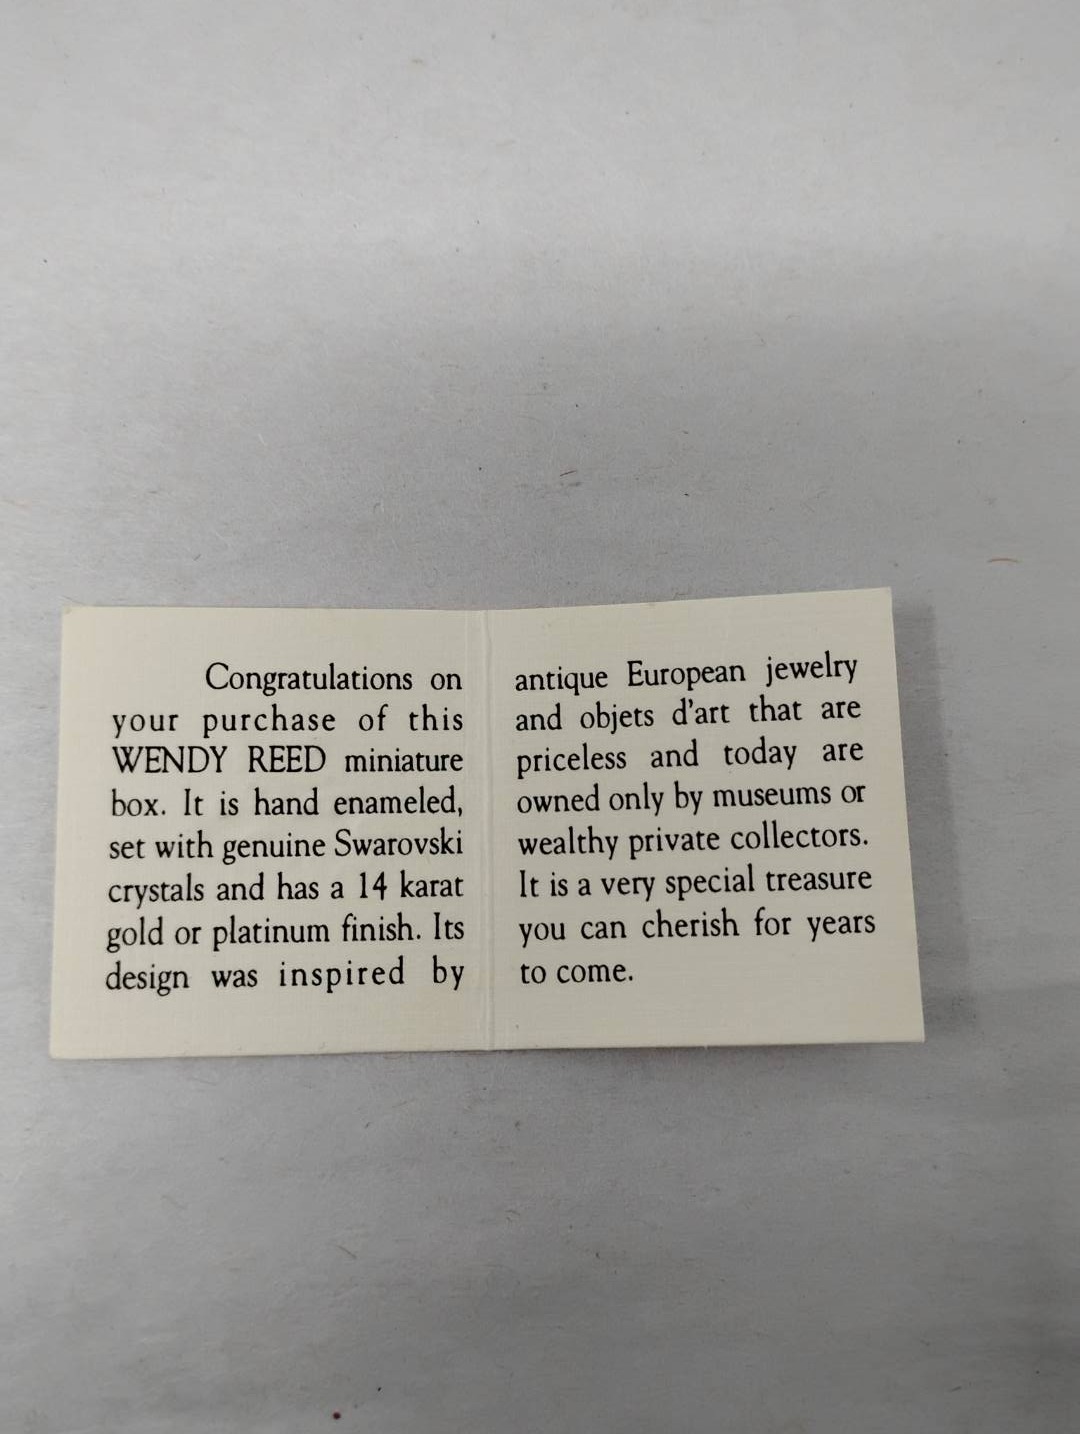 Congratulations on
your purchase of this
WENDY REED miniature
box. It is hand enameled,
set with genuine Swarovski
crystals and has a 14 karat
gold or platinum finish. Its
design was inspired by
antique European jewelry
and objets d'art that are
priceless and today are
owned only by museums or
wealthy private collectors.
It is a very special treasure
you can cherish for years
to come.